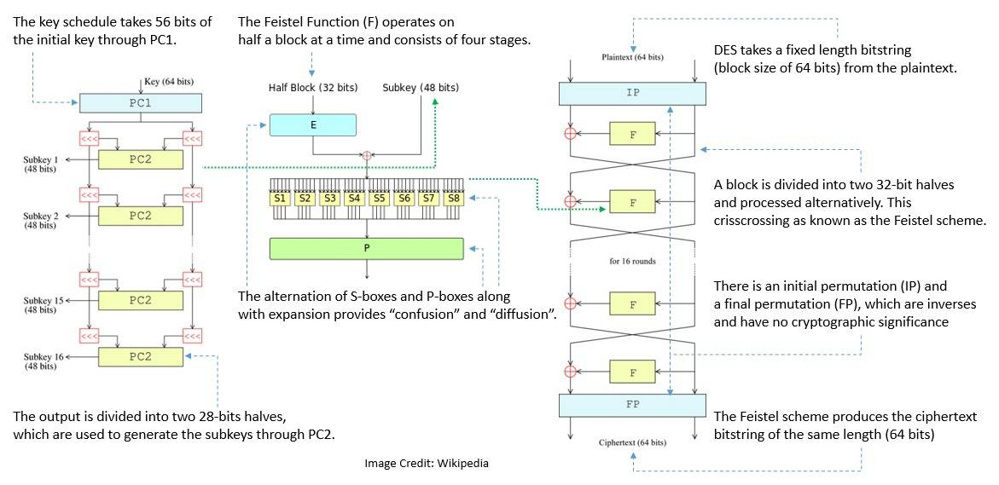 The key schedule takes 56 bits of
the initial key through PC1.
Key (64 bits)
PC1
<<<
<<<
PC2
Subkey 1
(48 bits)
<<<
<<<
PC2
Subkey 2
(48 bits)
<<<
<<<
PC2
Subkey 15
(48 bits)
<<<
<<<
PC2
Subkey 16
(48 bits)
The output is divided into two 28-bits halves,
which are used to generate the subkeys through PC2.
The Feistel Function (F) operates on
half a block at a time and consists of four stages.
Half Block (32 bits)
Subkey (48 bits)
E
S1 S2 S3 S4 S5 S6 S7 S8
P
The alternation of S-boxes and P-boxes along
with expansion provides “confusion” and “diffusion”.
Image Credit: Wikipedia
Plaintext (64 bits)
IP
F
F
for 16 rounds
F
F
FP
Ciphertext (64 bits)
DES takes a fixed length bitstring
(block size of 64 bits) from the plaintext.
A block is divided into two 32-bit halves
and processed alternatively. This
crisscrossing as known as the Feistel scheme.
There is an initial permutation (IP) and
a final permutation (FP), which are inverses
and have no cryptographic significance
The Feistel scheme produces the ciphertext
bitstring of the same length (64 bits)